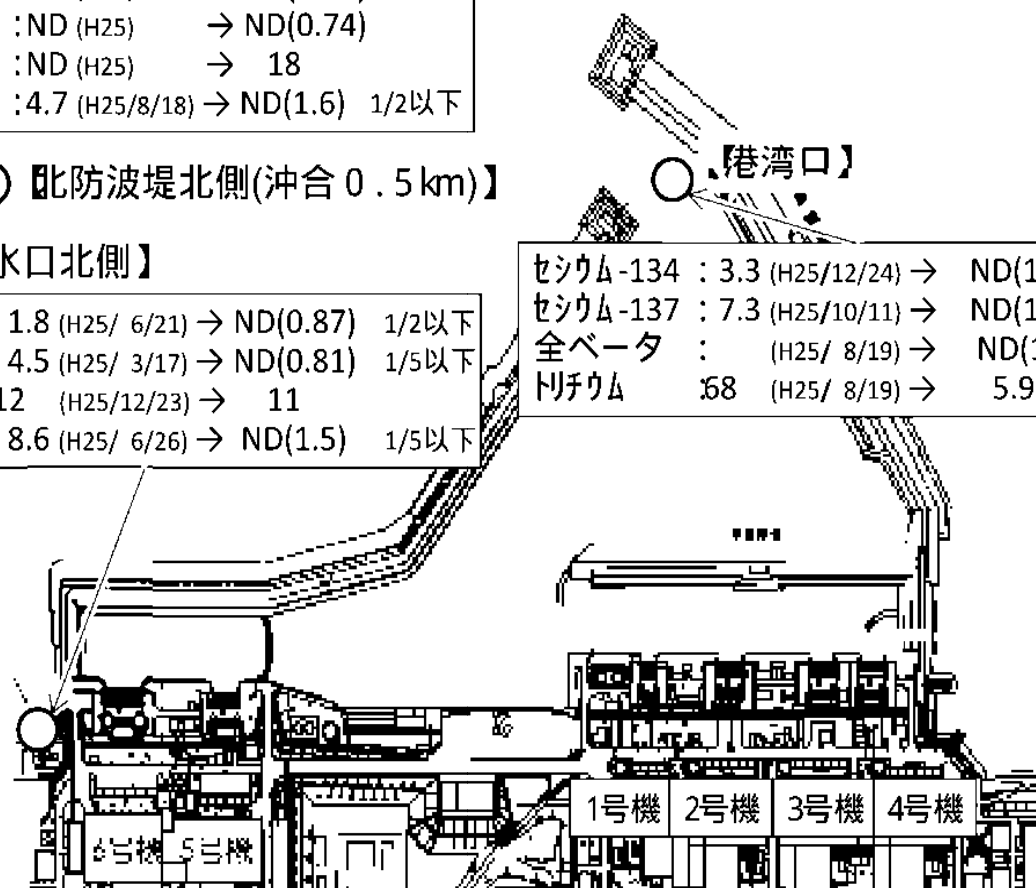 :ND (H25) → ND(0.74)
:ND (H25) → 18
:4.7 (H25/8/18) → ND(1.6) 1/2以下
【港湾口】
【北防波堤北側(沖合0.5km)】
水口北側】
セシウム-134 : 3.3 (H25/12/24) → ND(1
セシウム-137 : 7.3 (H25/10/11) → ND(1
全ベータ : (H25/ 8/19) → ND(
トリチウム :68 (H25/ 8/19) → 5.9
1.8 (H25/ 6/21) → ND(0.87) 1/2以下
4.5 (H25/ 3/17) → ND(0.81) 1/5以下
12 (H25/12/23) → 11
8.6 (H25/ 6/26) → ND(1.5) 1/5以下
1号機 2号機 3号機 4号機
6号機 5号機